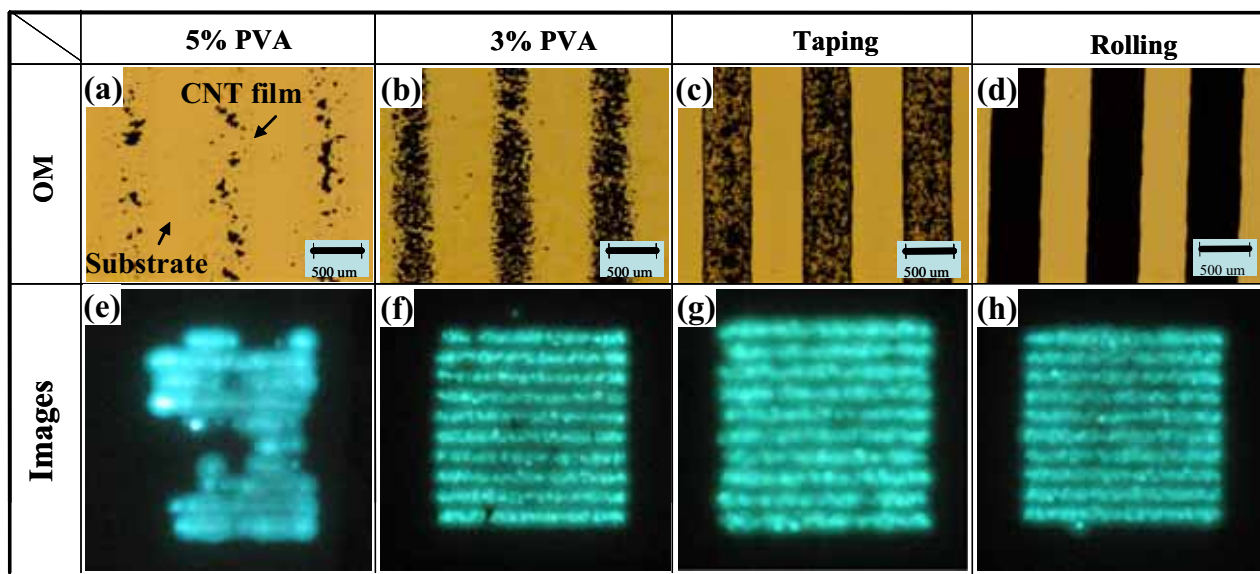 5% PVA
3% PVA
Taping
Rolling
OM
(a)
CNT film
Substrate
500 um
(b)
500 um
(c)
500 um
(d)
500 um
Images
(e)
(f)
(g)
(h)